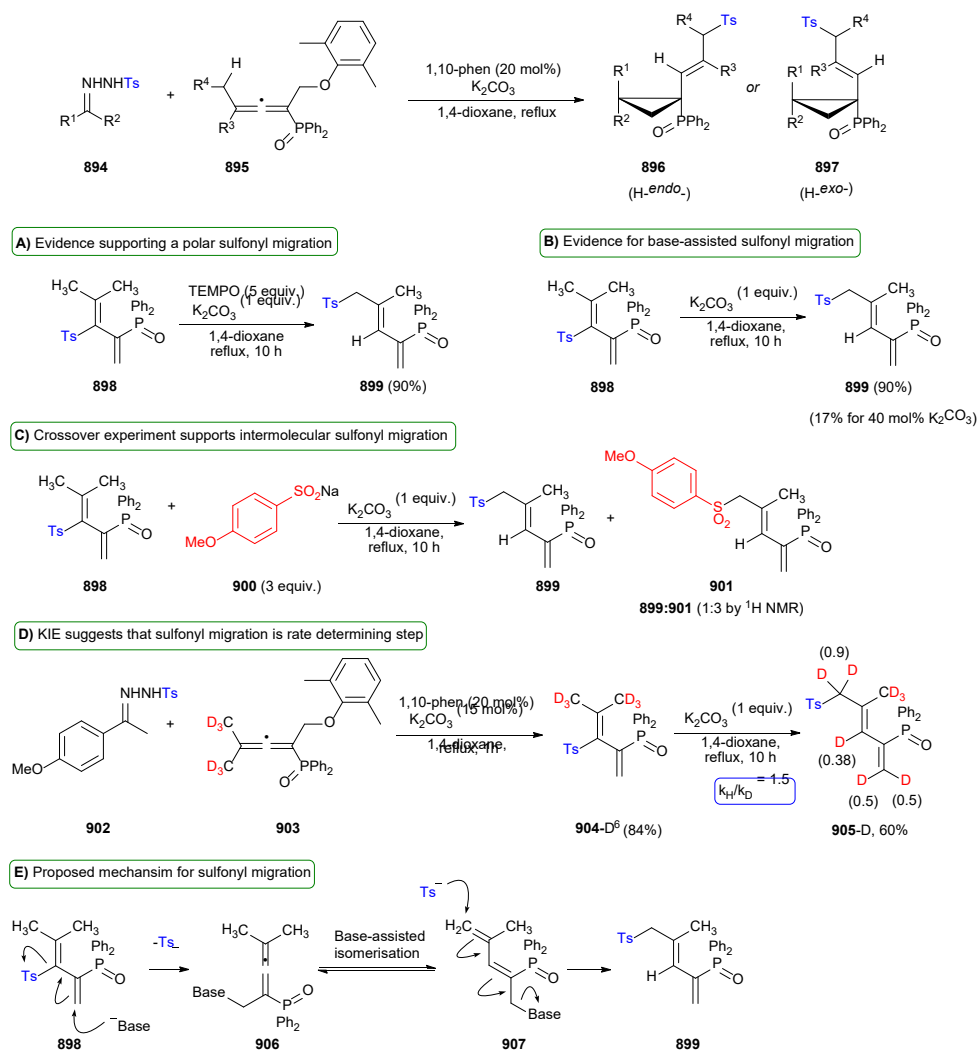 NNHTs
R1 R2
894
+
R4 H
O
R3
O PPh2
895
1,10-phen (20 mol%)
K2CO3
1,4-dioxane, reflux
R4 Ts
H
R1 R3
R2
O PPh2
896
(H-endo-)
or
Ts R4
R1 R3 H
R2
O PPh2
897
(H-exo-)
A) Evidence supporting a polar sulfonyl migration
H3C CH3
Ph2
Ts P O
898
TEMPO (5 equiv.)
K2CO3 (1 equiv.)
1,4-dioxane
reflux, 10 h
Ts CH3
Ph2
H P O
899 (90%)
B) Evidence for base-assisted sulfonyl migration
H3C CH3
Ph2
Ts P O
898
K2CO3 (1 equiv.)
1,4-dioxane,
reflux, 10 h
Ts CH3
Ph2
H P O
899 (90%)
(17% for 40 mol% K2CO3)
C) Crossover experiment supports intermolecular sulfonyl migration
H3C CH3
Ph2
Ts P O
898
+
SO2Na
MeO
900 (3 equiv.)
K2CO3 (1 equiv.)
1,4-dioxane,
reflux, 10 h
Ts CH3
Ph2
H P O
899
+
MeO
S
O2
CH3
Ph2
H P O
901
899:901 (1:3 by 1H NMR)
D) KIE suggests that sulfonyl migration is rate determining step
NNHTs
MeO
902
+
D3C
D3C
O
O PPh2
903
1,10-phen (20 mol%)
K2CO3 (15 mol%)
1,4-dioxane,
reflux, 1h
D3C CD3
Ph2
Ts P O
904-D6 (84%)
K2CO3 (1 equiv.)
1,4-dioxane,
reflux, 10 h
kH/kD = 1.5
(0.9)
D D
Ts CD3
Ph2
D P O
(0.38)
D D
(0.5) (0.5)
905-D, 60%
E) Proposed mechansim for sulfonyl migration
H3C CH3
Ph2
Ts P O
-Base
898
-Ts-
H3C CH3
Base P O
Ph2
906
Base-assisted
isomerisation
Ts-
H2C CH3
Ph2
P O
Base
907
Ts CH3
Ph2
H P O
899